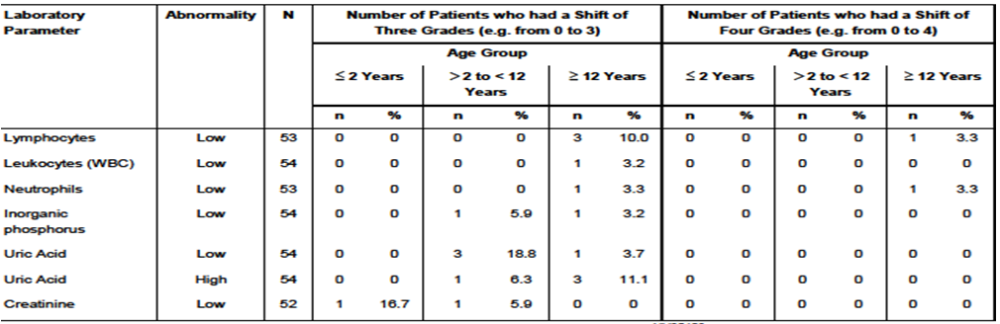 Laboratory Parameter | Abnormality | N | Number of Patients who had a Shift of Three Grades (e.g. from 0 to 3) | Number of Patients who had a Shift of Four Grades (e.g. from 0 to 4)
Age Group | Age Group
≤ 2 Years | >2 to < 12 Years | ≥ 12 Years | ≤ 2 Years | >2 to < 12 Years | ≥ 12 Years
n % n % n % n % n % n %
Lymphocytes Low 53 0 0 0 0 3 10.0 0 0 0 0 1 3.3
Leukocytes (WBC) Low 54 0 0 0 0 1 3.2 0 0 0 0 0 0
Neutrophils Low 53 0 0 0 0 1 3.3 0 0 0 0 1 3.3
Inorganic phosphorus Low 54 0 0 1 5.9 1 3.2 0 0 0 0 0 0
Uric Acid Low 54 0 0 3 18.8 1 3.7 0 0 0 0 0 0
Uric Acid High 54 0 0 1 6.3 3 11.1 0 0 0 0 0 0
Creatinine Low 52 1 16.7 1 5.9 0 0 0 0 0 0 0 0